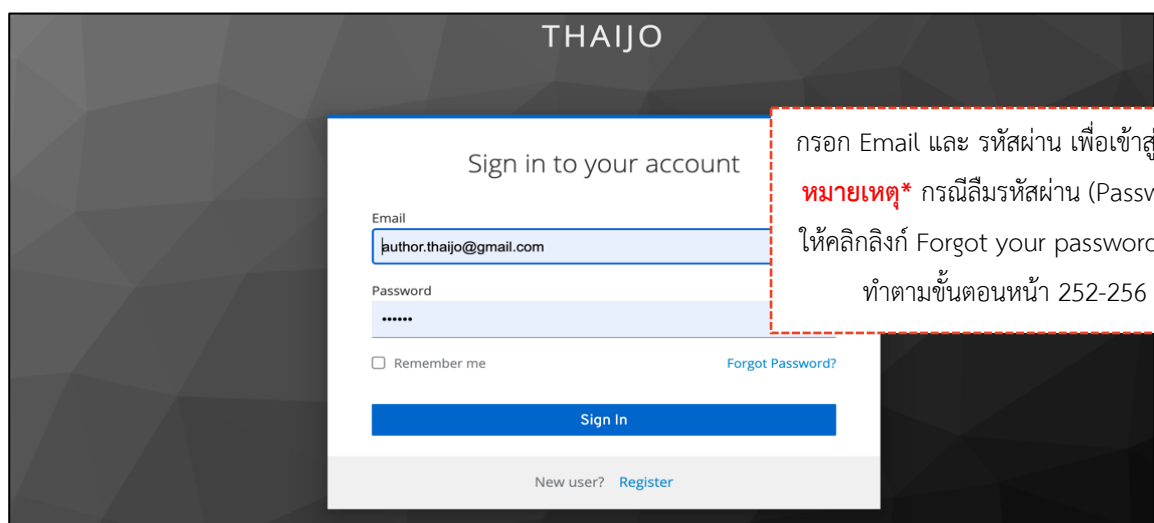 THAIJO
Sign in to your account
Email
author.thaijo@gmail.com
Password
••••••
Remember me
Forgot Password?
Sign In
New user? Register
กรอก Email และ รหัสผ่าน เพื่อเข้าสู่
หมายเหตุ* กรณีลืมรหัสผ่าน (Passw
ให้คลิกลิงก์ Forgot your password
ทำตามขั้นตอนหน้า 252-256